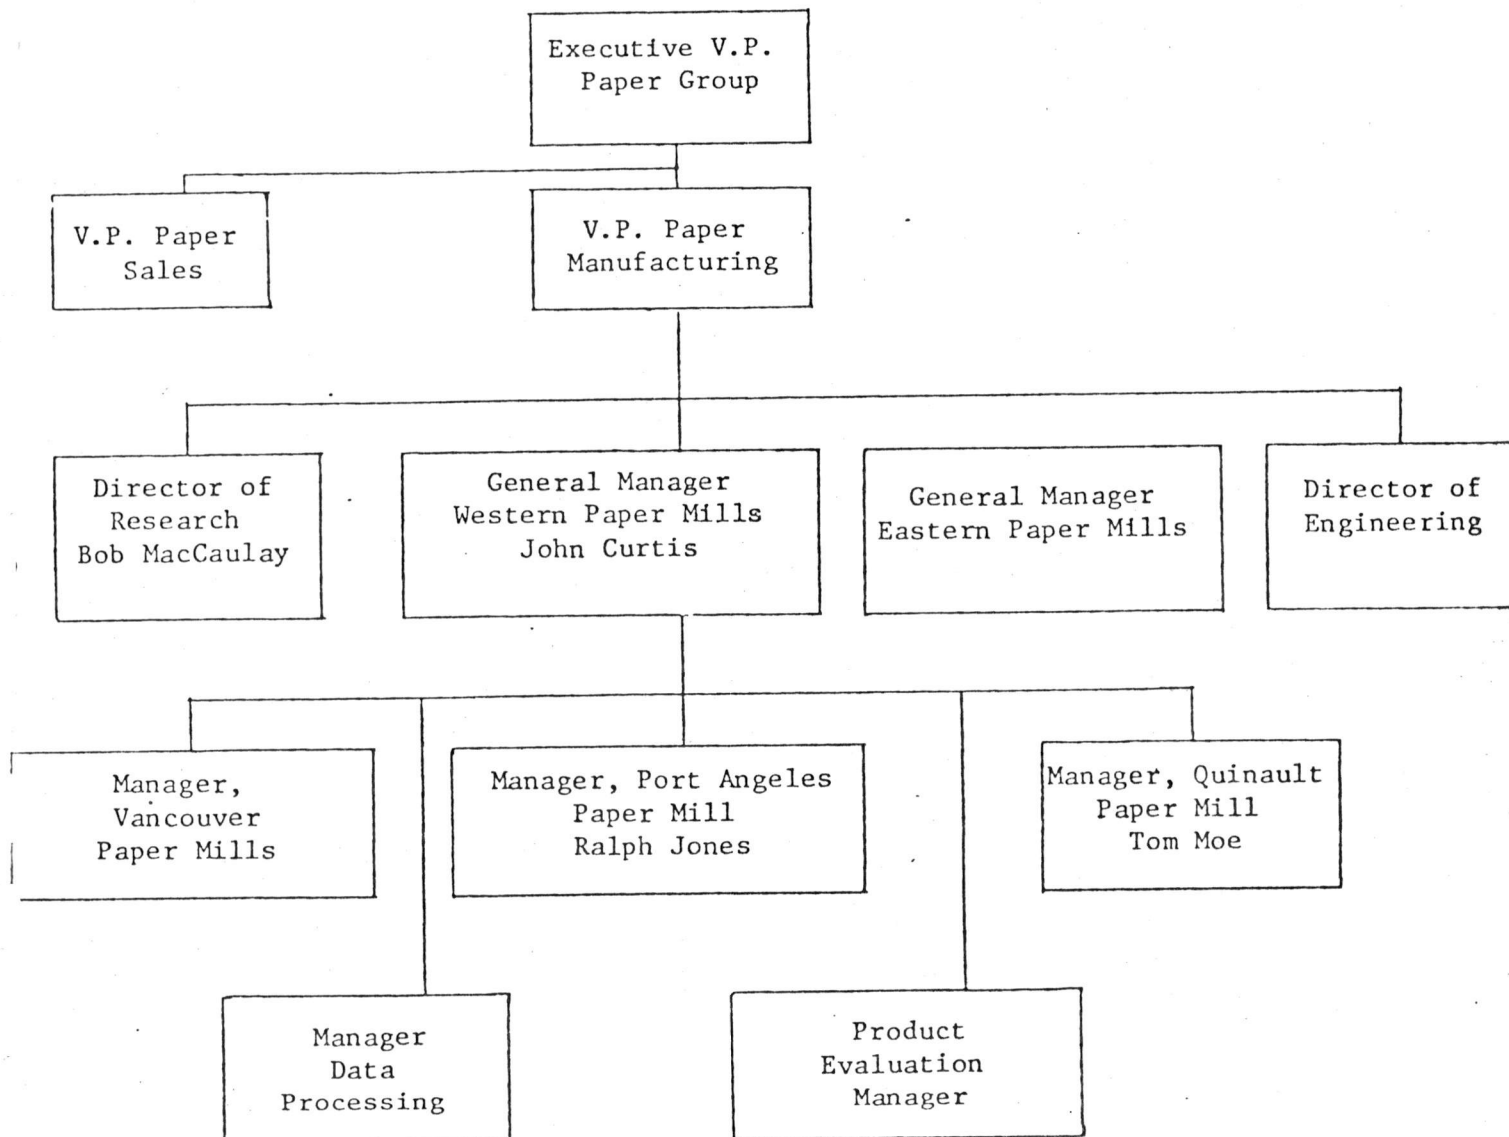 Executive V.P.
Paper Group
V.P. Paper
Sales
V.P. Paper
Manufacturing
Director of
Research
Bob MacCaulay
General Manager
Western Paper Mills
John Curtis
General Manager
Eastern Paper Mills
Director of
Engineering
Manager,
Vancouver
Paper Mills
Manager, Port Angeles
Paper Mill
Ralph Jones
Manager, Quinault
Paper Mill
Tom Moe
Manager
Data
Processing
Product
Evaluation
Manager